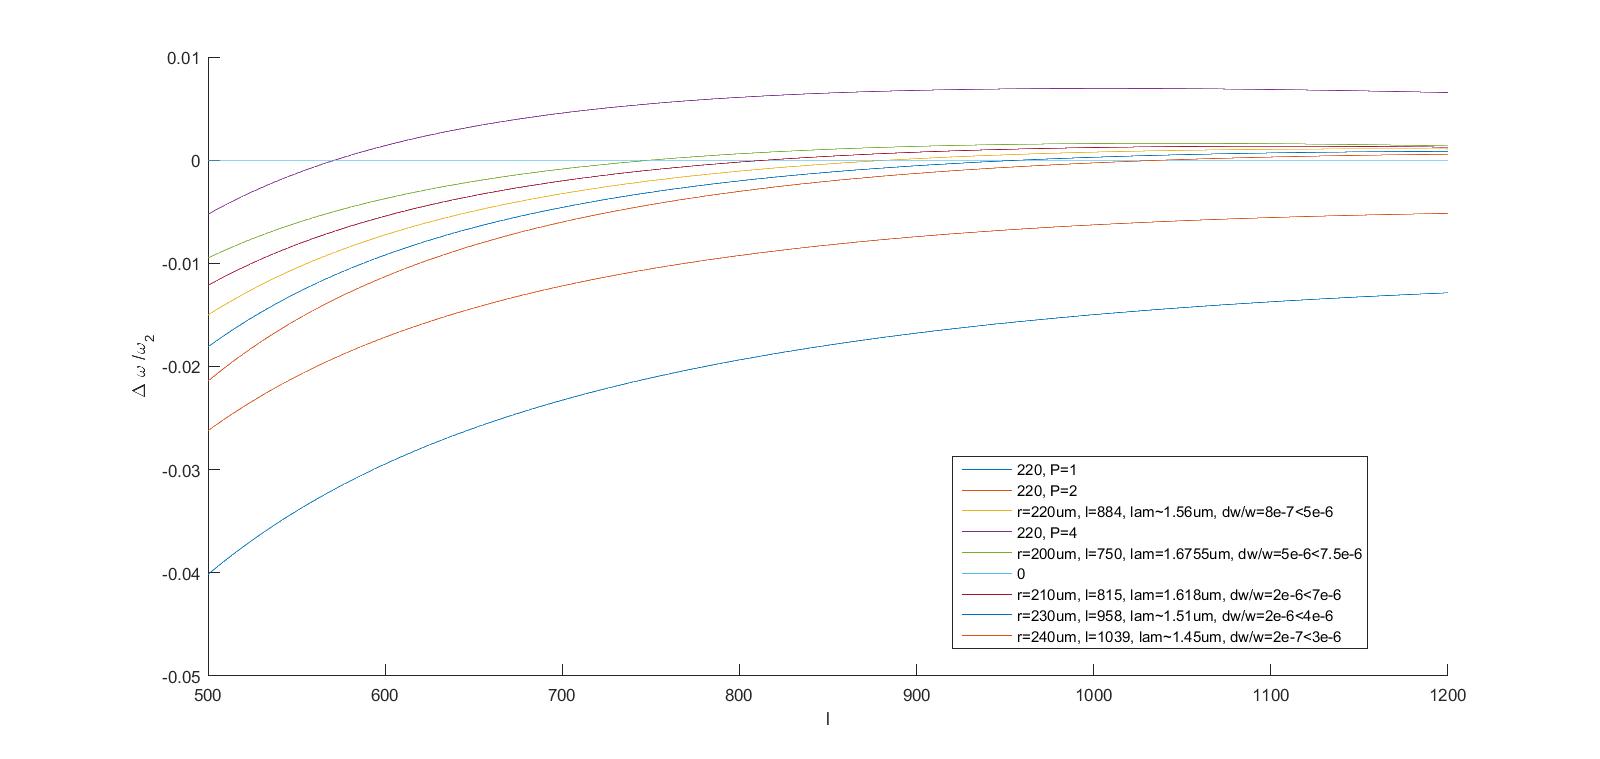 0.01
0
-0.01
-0.02
-0.03
-0.04
-0.05
Δ ω /ω2
500
600
700
800
900
1000
1100
1200
l
220, P=1
220, P=2
r=220um, l=884, lam~1.56um, dw/w=8e-7<5e-6
220, P=4
r=200um, l=750, lam=1.6755um, dw/w=5e-6<7.5e-6
0
r=210um, l=815, lam=1.618um, dw/w=2e-6<7e-6
r=230um, l=958, lam~1.51um, dw/w=2e-6<4e-6
r=240um, l=1039, lam~1.45um, dw/w=2e-7<3e-6